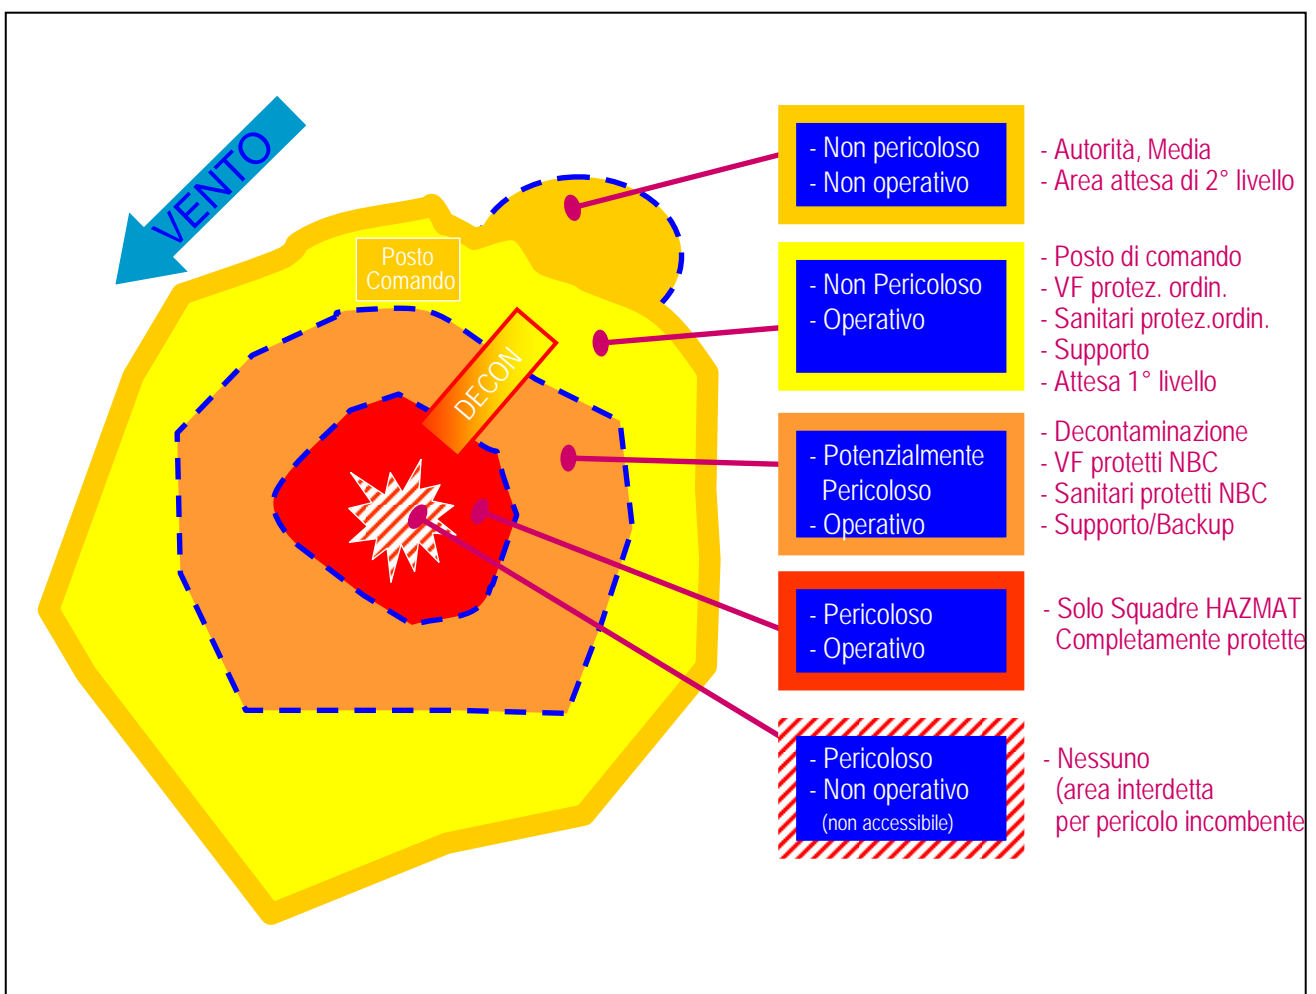 VENTO
Posto
Comando
DECON
- Non pericoloso
- Non operativo
- Autorità, Media
- Area attesa di 2° livello
- Non Pericoloso
- Operativo
- Posto di comando
- VF protez. ordin.
- Sanitari protez.ordin.
- Supporto
- Attesa 1° livello
- Potenzialmente
Pericoloso
- Operativo
- Decontaminazione
- VF protetti NBC
- Sanitari protetti NBC
- Supporto/Backup
- Pericoloso
- Operativo
- Solo Squadre HAZMAT
Completamente protette
- Pericoloso
- Non operativo
(non accessibile)
- Nessuno
(area interdetta
per pericolo incombente